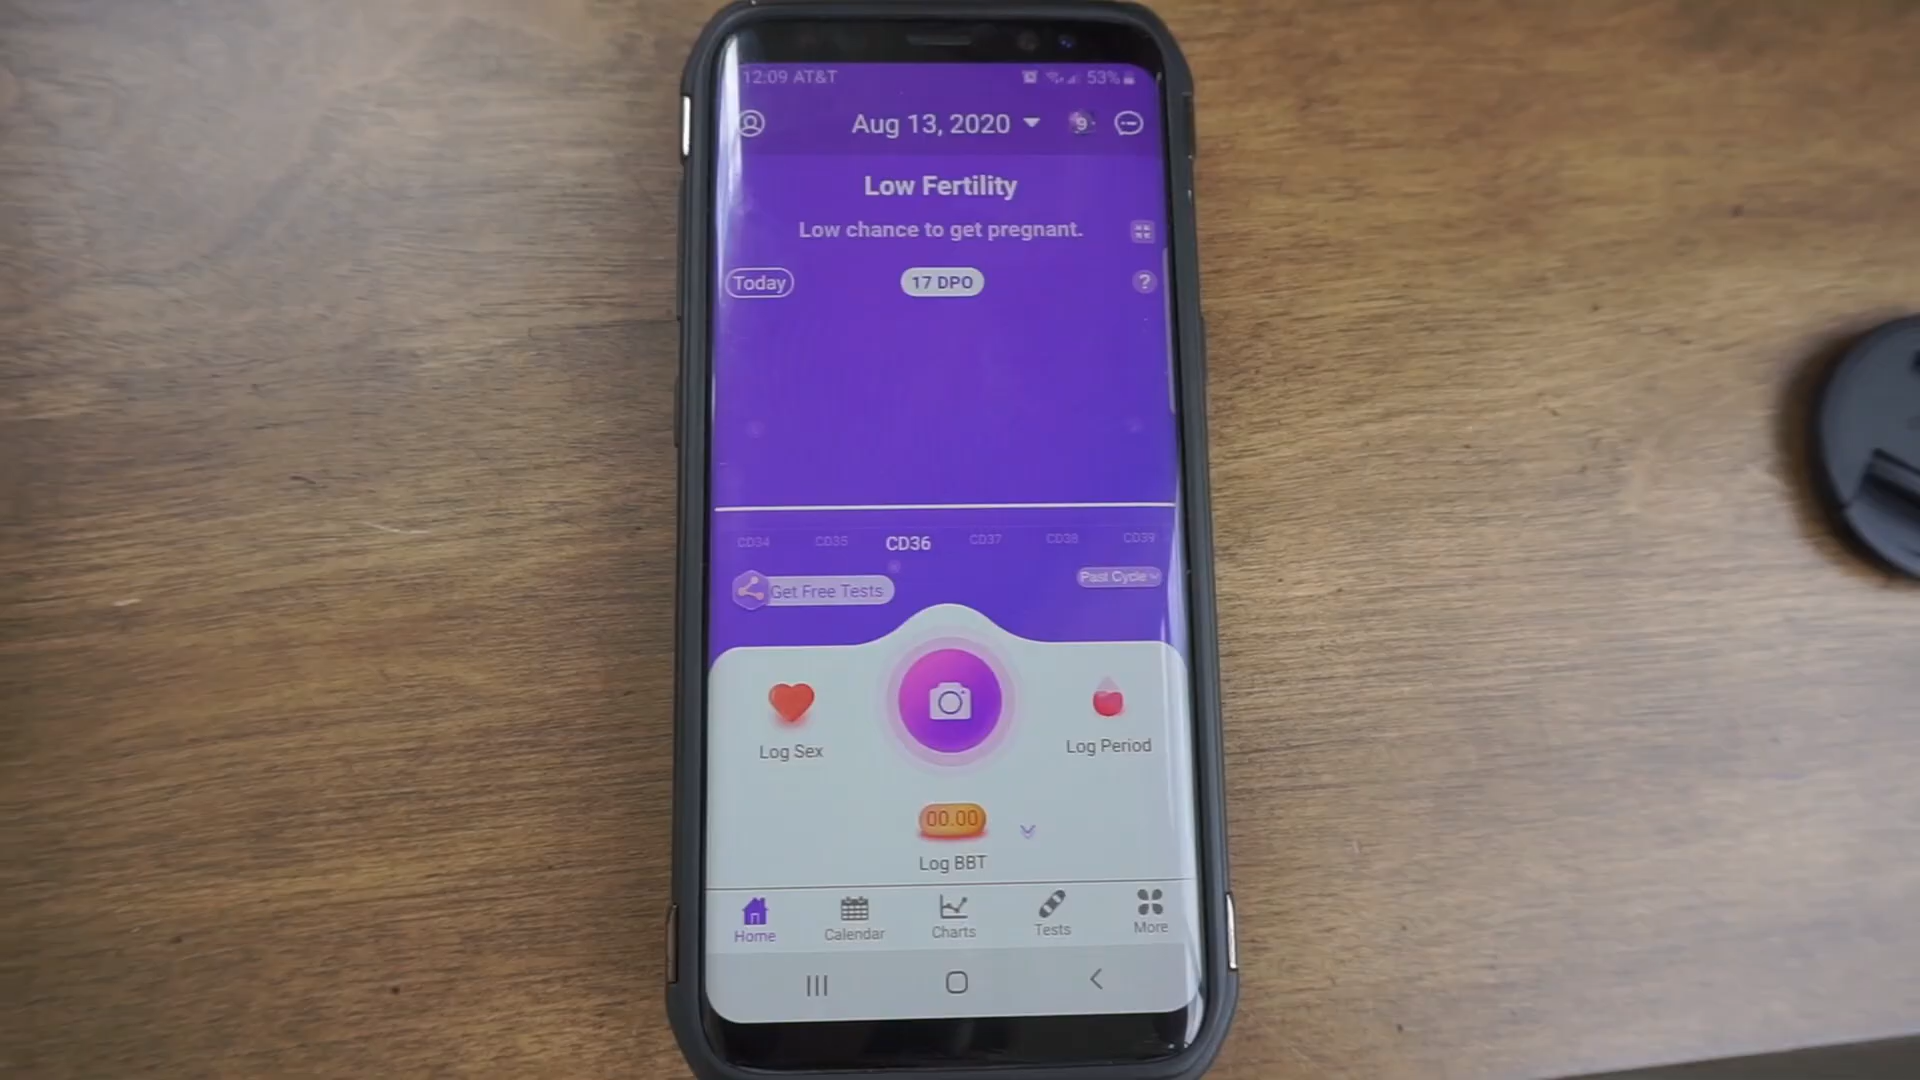 12:09 AT&T 53%
Aug 13, 2020
9
Low Fertility
Low chance to get pregnant.
Today 17 DPO ?
CD34 CD35 CD36 CD37 CD38 CD39
Get Free Tests Past Cycle
Log Sex Log Period
00.00
Log BBT
Home Calendar Charts Tests More